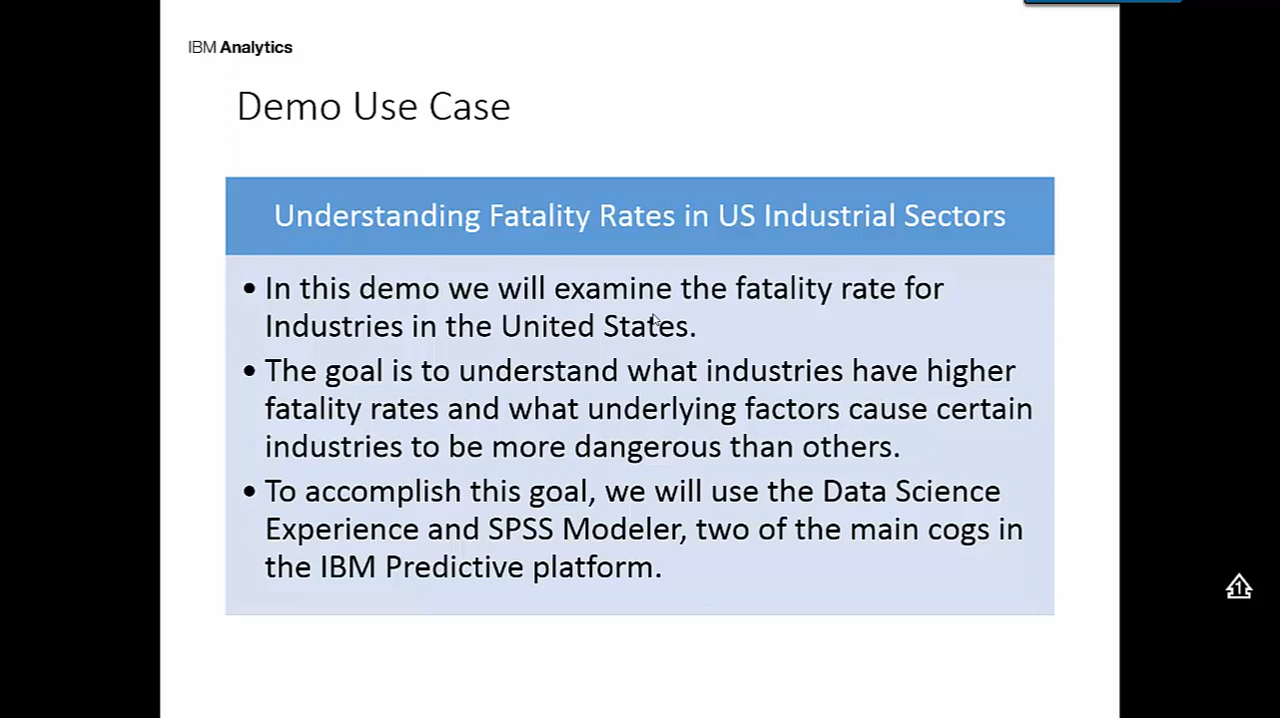 IBM Analytics
Demo Use Case
Understanding Fatality Rates in US Industrial Sectors
• In this demo we will examine the fatality rate for
Industries in the United States.
• The goal is to understand what industries have higher
fatality rates and what underlying factors cause certain
industries to be more dangerous than others.
• To accomplish this goal, we will use the Data Science
Experience and SPSS Modeler, two of the main cogs in
the IBM Predictive platform.
1